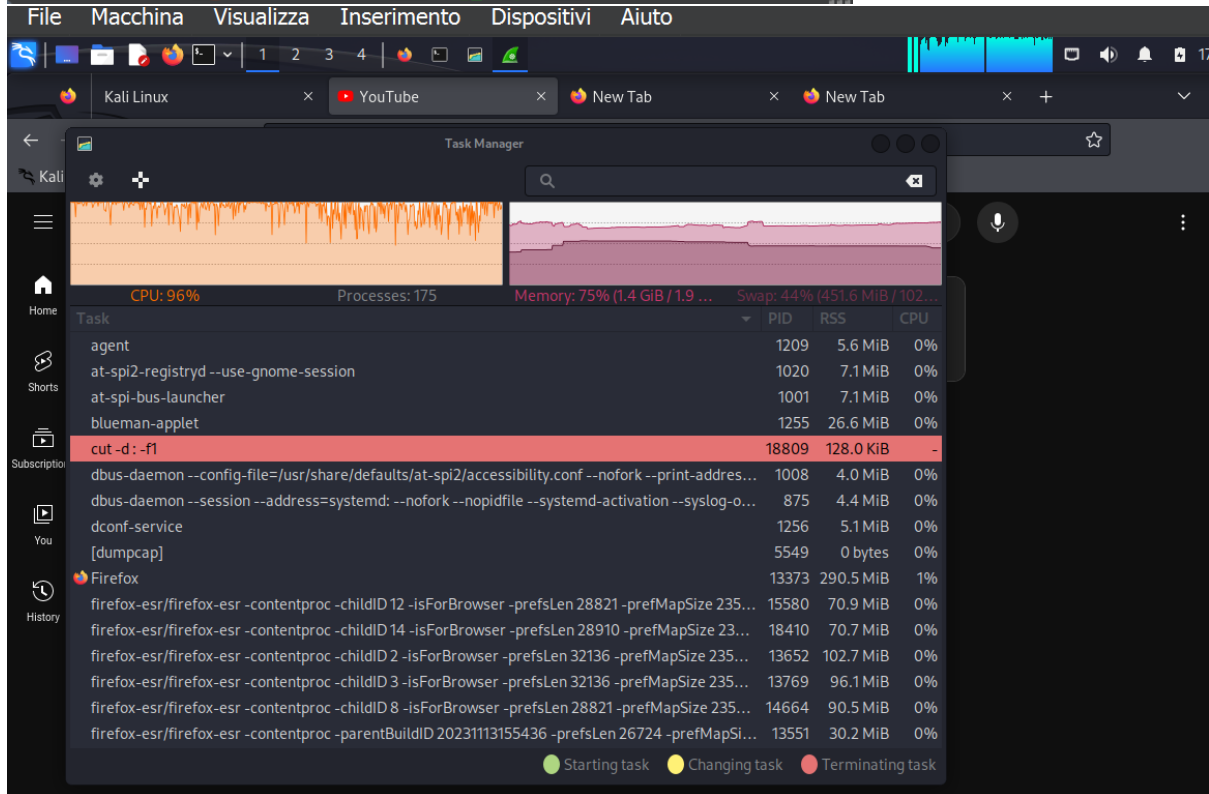 File Macchina Visualizza Inserimento Dispositivi Aiuto
1 2 3 4
Kali Linux YouTube New Tab New Tab
Task Manager
Kali
CPU: 96% Processes: 175 Memory: 75% (1.4 GiB / 1.9 ... Swap: 44% (451.6 MiB / 102...
Task PID RSS CPU
agent 1209 5.6 MiB 0%
at-spi2-registryd --use-gnome-session 1020 7.1 MiB 0%
at-spi-bus-launcher 1001 7.1 MiB 0%
blueman-applet 1255 26.6 MiB 0%
cut -d : -f1 18809 128.0 KiB -
dbus-daemon --config-file=/usr/share/defaults/at-spi2/accessibility.conf --nofork --print-addres... 1008 4.0 MiB 0%
dbus-daemon --session --address=systemd: --nofork --nopidfile --systemd-activation --syslog-o... 875 4.4 MiB 0%
dconf-service 1256 5.1 MiB 0%
[dumpcap] 5549 0 bytes 0%
Firefox 13373 290.5 MiB 1%
firefox-esr/firefox-esr -contentproc -childID 12 -isForBrowser -prefsLen 28821 -prefMapSize 235... 15580 70.9 MiB 0%
firefox-esr/firefox-esr -contentproc -childID 14 -isForBrowser -prefsLen 28910 -prefMapSize 23... 18410 70.7 MiB 0%
firefox-esr/firefox-esr -contentproc -childID 2 -isForBrowser -prefsLen 32136 -prefMapSize 235... 13652 102.7 MiB 0%
firefox-esr/firefox-esr -contentproc -childID 3 -isForBrowser -prefsLen 32136 -prefMapSize 235... 13769 96.1 MiB 0%
firefox-esr/firefox-esr -contentproc -childID 8 -isForBrowser -prefsLen 28821 -prefMapSize 235... 14664 90.5 MiB 0%
firefox-esr/firefox-esr -contentproc -parentBuildID 20231113155436 -prefsLen 26724 -prefMapSi... 13551 30.2 MiB 0%
Starting task Changing task Terminating task
Home
Shorts
Subscription
You
History